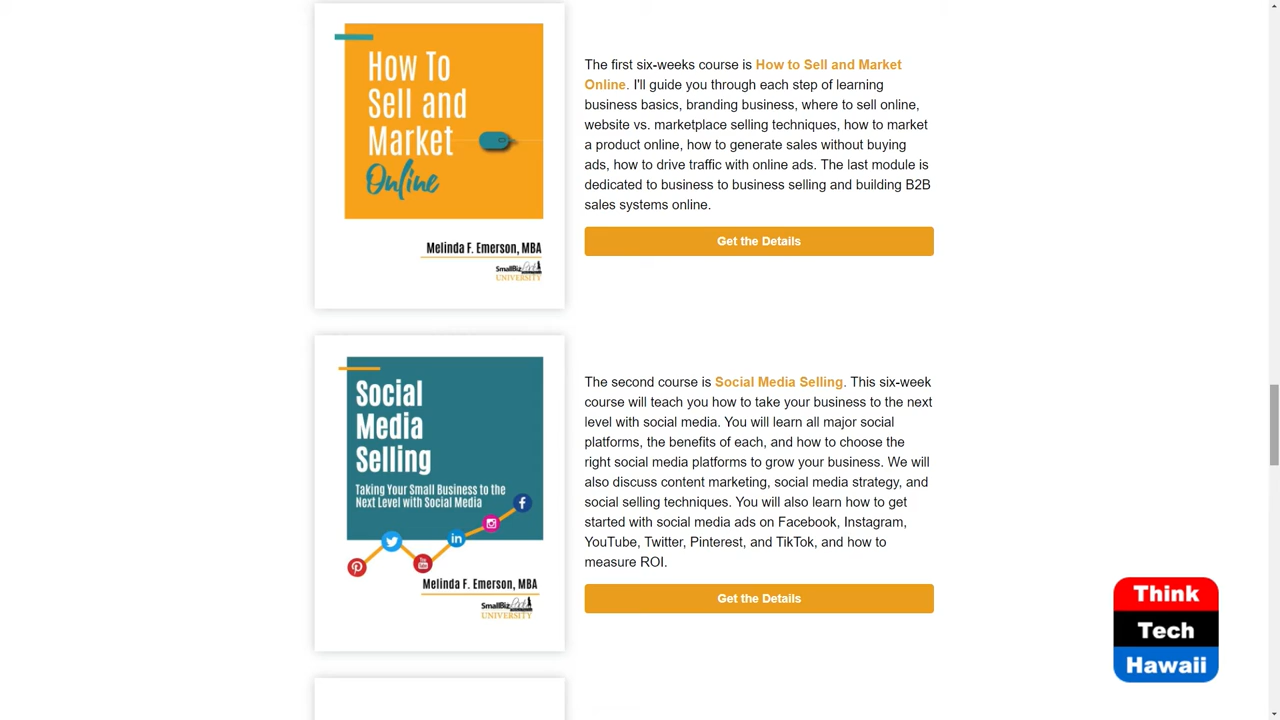 How To
Sell and
Market
Online
Melinda F. Emerson, MBA
SmallBiz
UNIVERSITY
The first six-weeks course is How to Sell and Market
Online. I'll guide you through each step of learning
business basics, branding business, where to sell online,
website vs. marketplace selling techniques, how to market
a product online, how to generate sales without buying
ads, how to drive traffic with online ads. The last module is
dedicated to business to business selling and building B2B
sales systems online.
Get the Details
Social
Media
Selling
Taking Your Small Business to the
Next Level with Social Media
Melinda F. Emerson, MBA
SmallBiz
UNIVERSITY
The second course is Social Media Selling. This six-week
course will teach you how to take your business to the next
level with social media. You will learn all major social
platforms, the benefits of each, and how to choose the
right social media platforms to grow your business. We will
also discuss content marketing, social media strategy, and
social selling techniques. You will also learn how to get
started with social media ads on Facebook, Instagram,
YouTube, Twitter, Pinterest, and TikTok, and how to
measure ROI.
Get the Details
Think
Tech
Hawaii